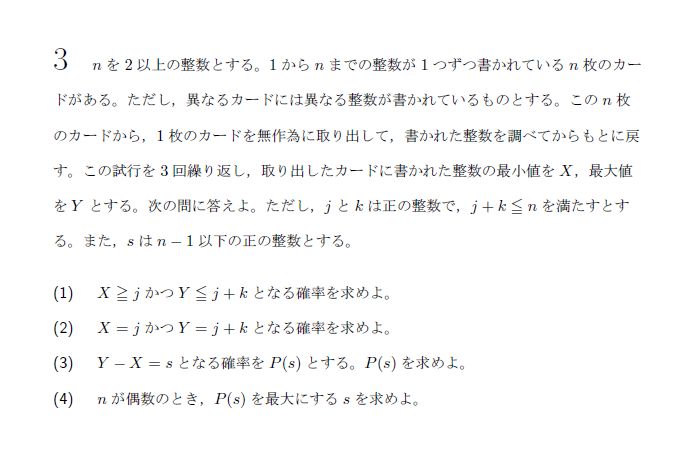 3 n を 2 以上の整数とする。1 から n までの整数が 1 つずつ書かれている n 枚のカー
ドがある。ただし，異なるカードには異なる整数が書かれているものとする。この n 枚
のカードから，1 枚のカードを無作為に取り出して，書かれた整数を調べてからもとに戻
す。この試行を 3 回繰り返し，取り出したカードに書かれた整数の最小値を X，最大値
を Y とする。次の問に答えよ。ただし，j と k は正の整数で，j + k ≦ n を満たすとす
る。また，s は n − 1 以下の正の整数とする。
(1) X ≧ j かつ Y ≦ j + k となる確率を求めよ。
(2) X = j かつ Y = j + k となる確率を求めよ。
(3) Y − X = s となる確率を P(s) とする。P(s) を求めよ。
(4) n が偶数のとき，P(s) を最大にする s を求めよ。